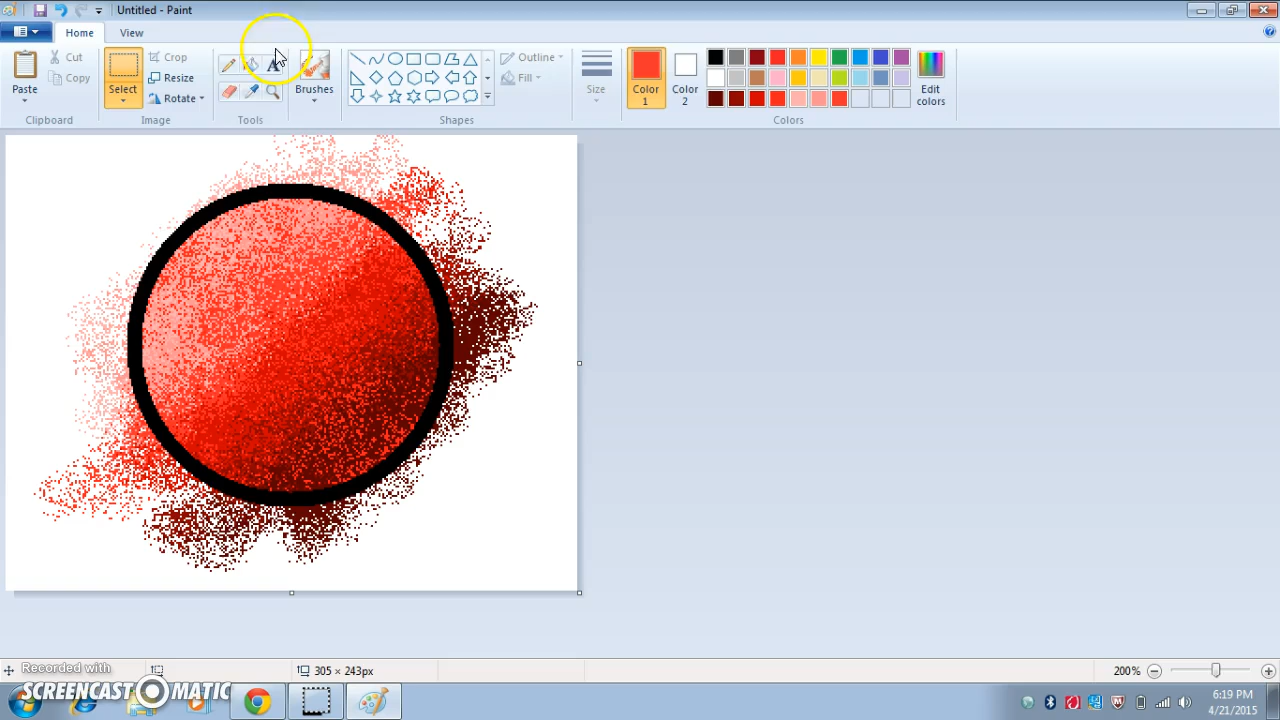 Untitled - Paint
Home
View
Paste
Cut
Copy
Clipboard
Select
Crop
Resize
Rotate
Image
A
Tools
Brushes
Shapes
Outline
Fill
Size
Color 1
Color 2
Edit colors
Colors
305 × 243px
200%
Recorded with
SCREENCAST MATIC
6:19 PM
4/21/2015